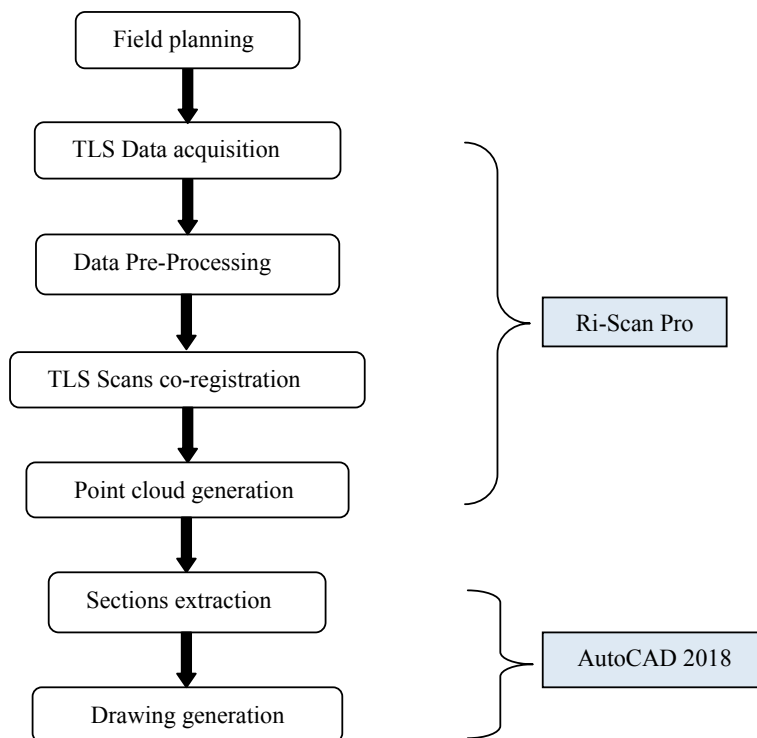 Field planning
TLS Data acquisition
Data Pre-Processing
Ri-Scan Pro
TLS Scans co-registration
Point cloud generation
Sections extraction
AutoCAD 2018
Drawing generation